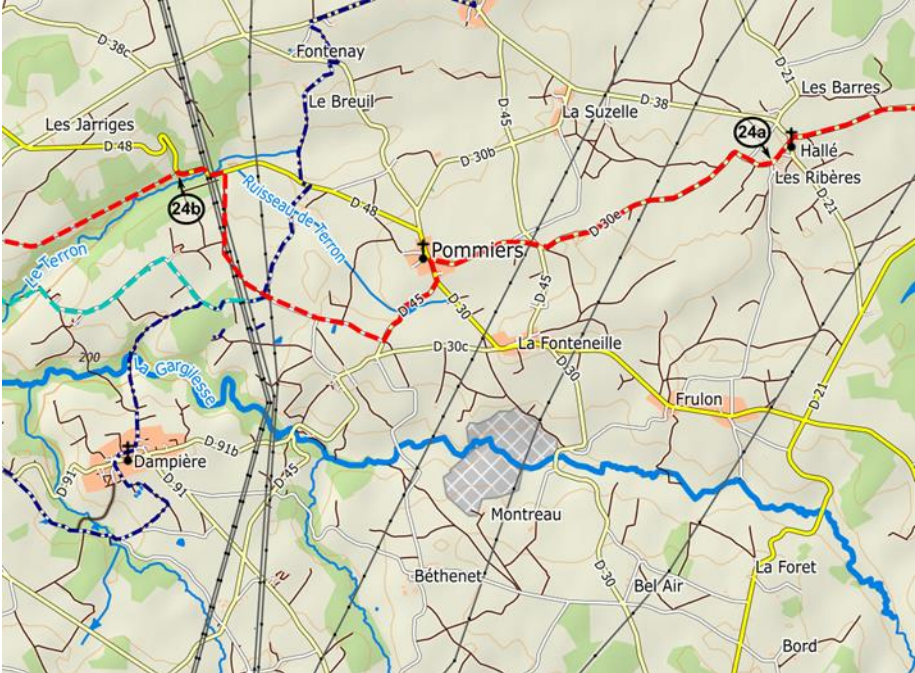 D 38c
Fontenay
D 21
Les Barres
Le Breuil
D 45
D 38
La Suzelle
Les Jarriges
D 48
24a
Hallé
D 30b
Les Ribères
24b
Ruisseau de Terron
D 48
D 21
D 30e
Pommiers
Le Terron
D 45
D 45
D 30
La Fonteneille
D 30c
200
La Gargilesse
D 30
D 21
Frulon
D 91b
Dampière
D 91
D 91
D 45
Montreau
Béthenet
D 30
Bel Air
La Foret
Bord